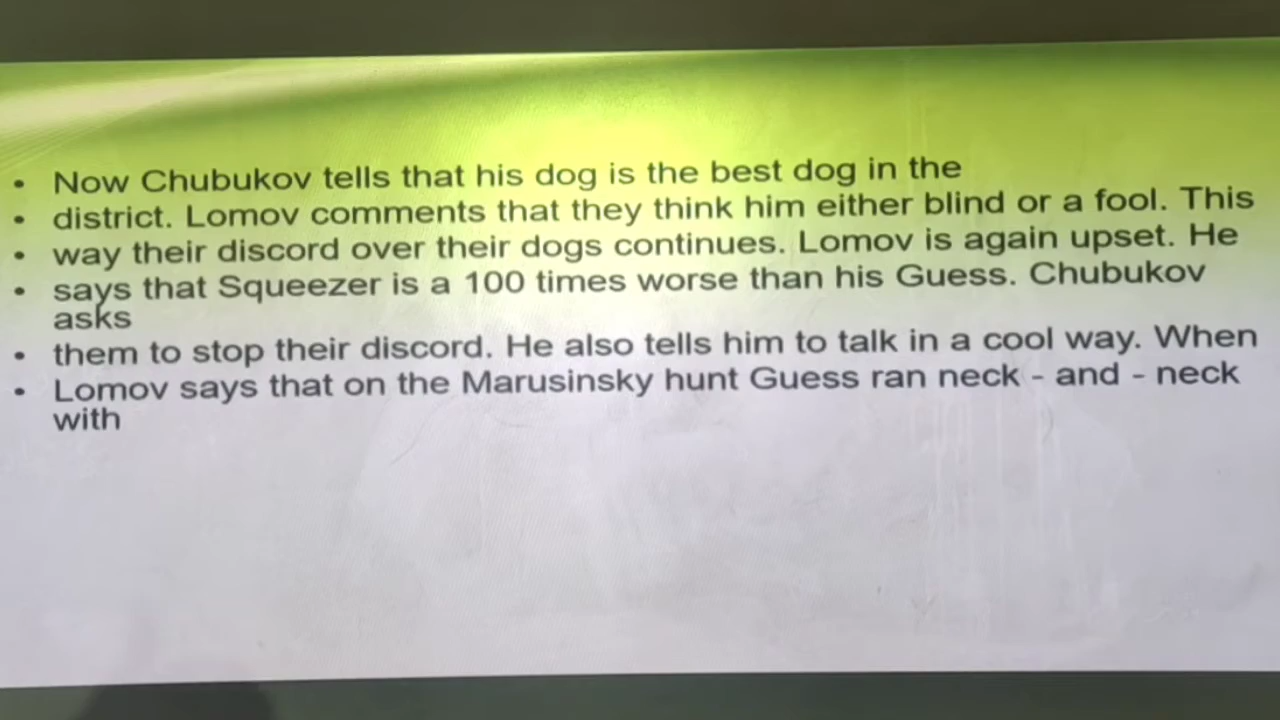 • Now Chubukov tells that his dog is the best dog in the
• district. Lomov comments that they think him either blind or a fool. This
• way their discord over their dogs continues. Lomov is again upset. He
• says that Squeezer is a 100 times worse than his Guess. Chubukov
asks
• them to stop their discord. He also tells him to talk in a cool way. When
• Lomov says that on the Marusinsky hunt Guess ran neck - and - neck
with